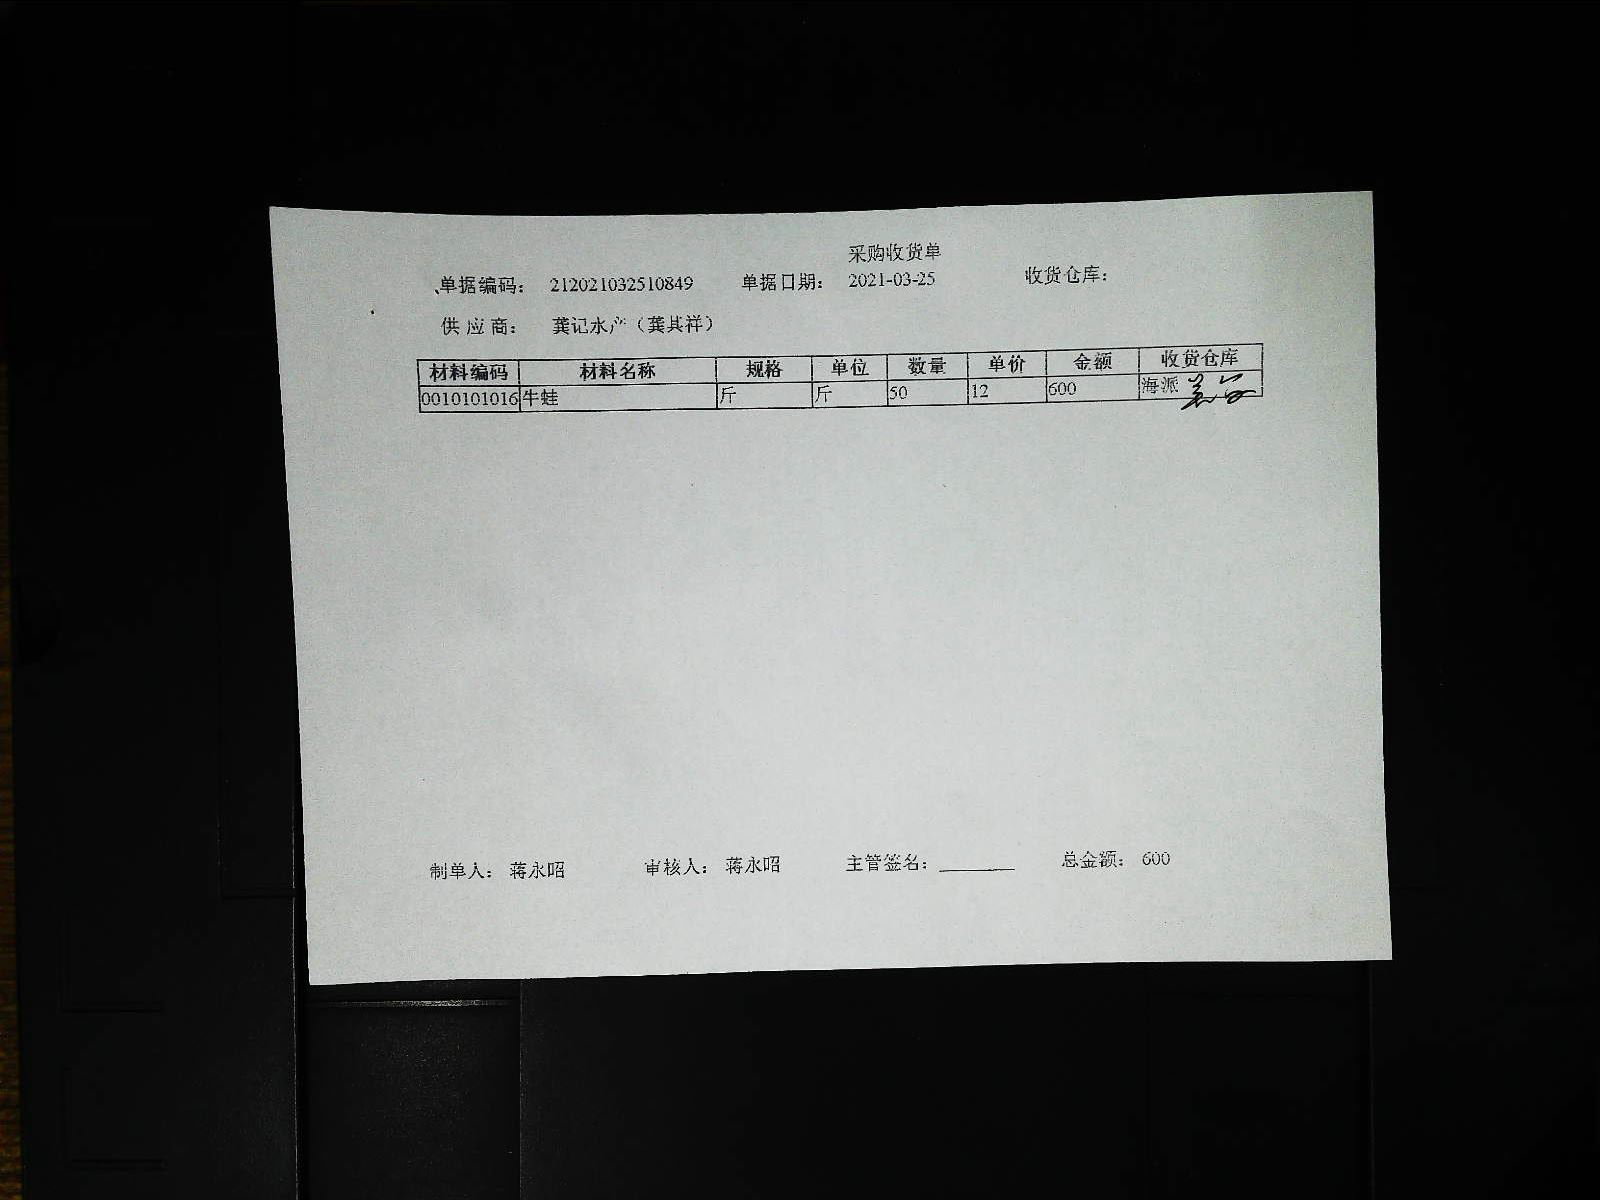 采购收货单
单据编码： 212021032510849 单据日期： 2021-03-25 收货仓库：
供应商： 龚记水产（龚其祥）
材料编码 材料名称 规格 单位 数量 单价 金额 收货仓库
0010101016 牛蛙 斤 斤 50 12 600 海派
制单人： 蒋永昭 审核人： 蒋永昭 主管签名： 总金额： 600